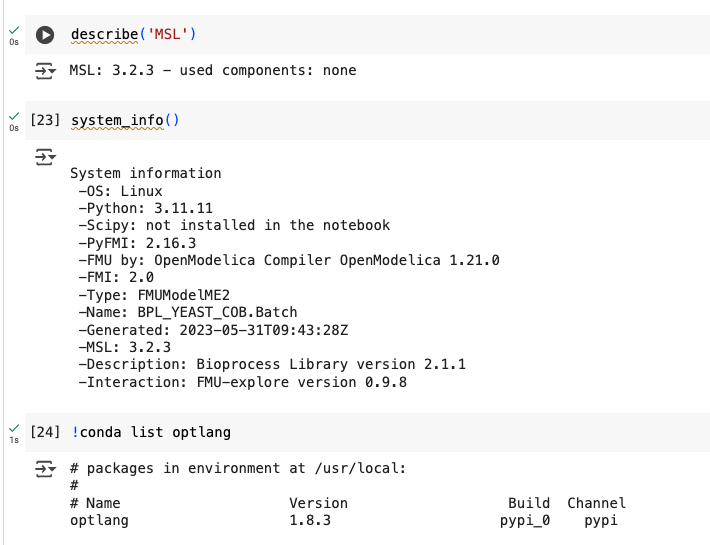 describe('MSL')
0s
MSL: 3.2.3 – used components: none
[23] system_info()
0s
System information
–OS: Linux
–Python: 3.11.11
–Scipy: not installed in the notebook
–PyFMI: 2.16.3
–FMU by: OpenModelica Compiler OpenModelica 1.21.0
–FMI: 2.0
–Type: FMUModelME2
–Name: BPL_YEAST_COB.Batch
–Generated: 2023–05–31T09:43:28Z
–MSL: 3.2.3
–Description: Bioprocess Library version 2.1.1
–Interaction: FMU–explore version 0.9.8
[24] !conda list optlang
1s
# packages in environment at /usr/local:
#
# Name Version Build Channel
optlang 1.8.3 pypi_0 pypi